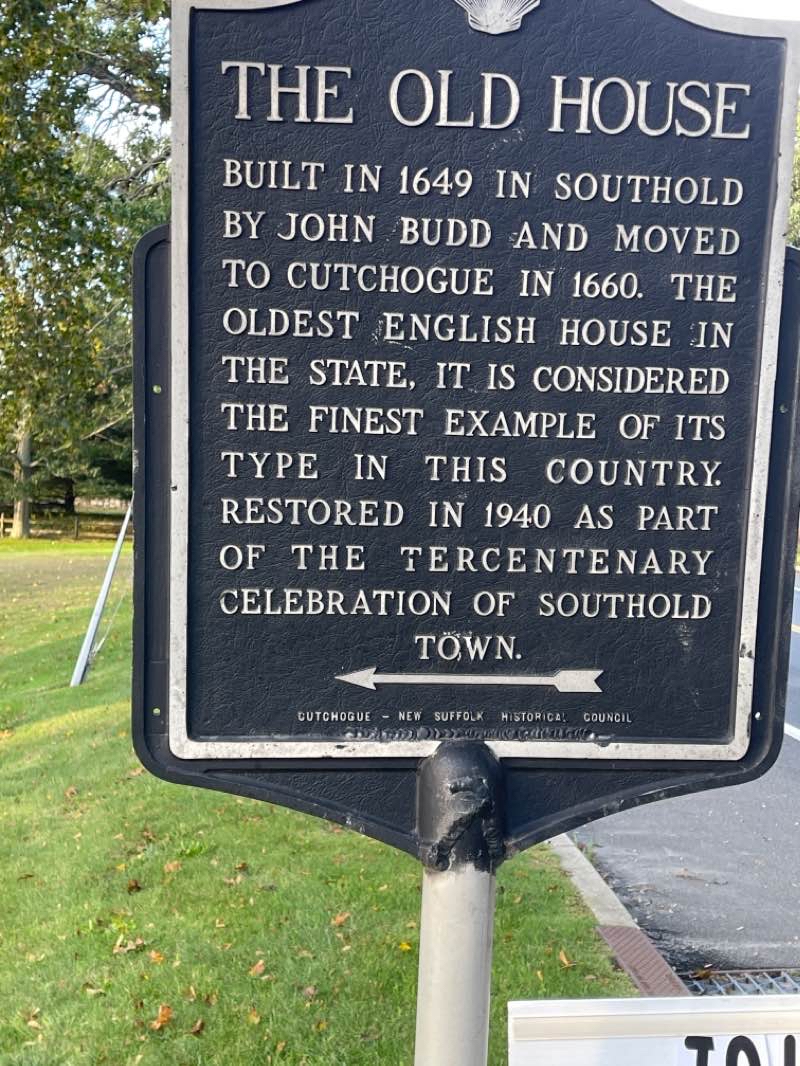 THE OLD HOUSE
BUILT IN 1649 IN SOUTHOLD
BY JOHN BUDD AND MOVED
TO CUTCHOGUE IN 1660. THE
OLDEST ENGLISH HOUSE IN
THE STATE, IT IS CONSIDERED
THE FINEST EXAMPLE OF ITS
TYPE IN THIS COUNTRY.
RESTORED IN 1940 AS PART
OF THE TERCENTENARY
CELEBRATION OF SOUTHOLD
TOWN.
CUTCHOGUE - NEW SUFFOLK HISTORICAL COUNCIL